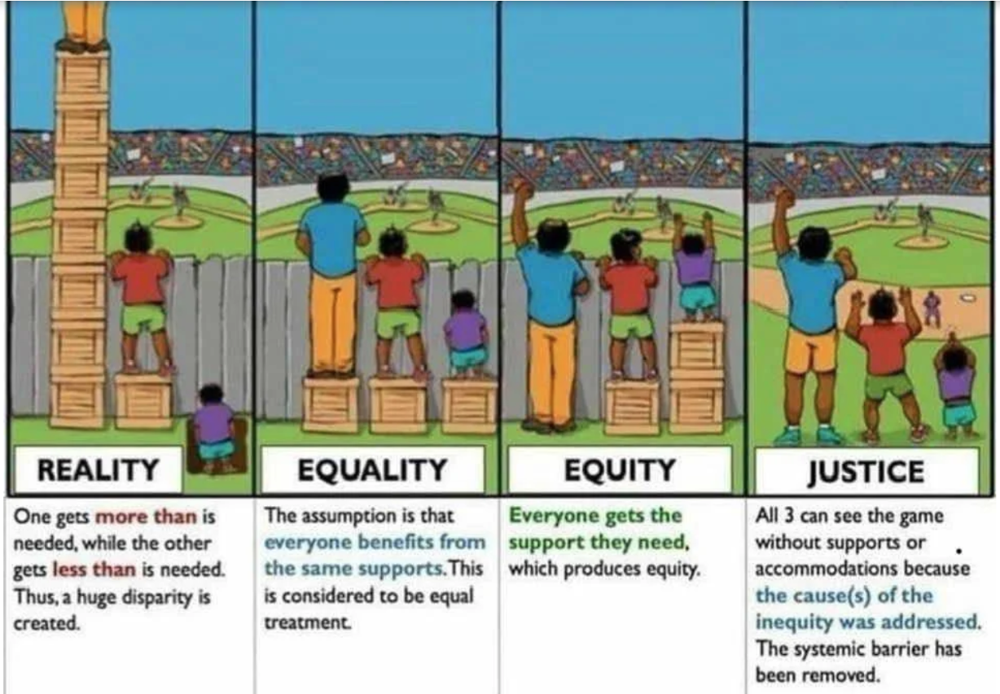 REALITY
One gets more than is
needed, while the other
gets less than is needed.
Thus, a huge disparity is
created.
EQUALITY
The assumption is that
everyone benefits from
the same supports. This
is considered to be equal
treatment.
EQUITY
Everyone gets the
support they need,
which produces equity.
JUSTICE
All 3 can see the game
without supports or
accommodations because
the cause(s) of the
inequity was addressed.
The systemic barrier has
been removed.